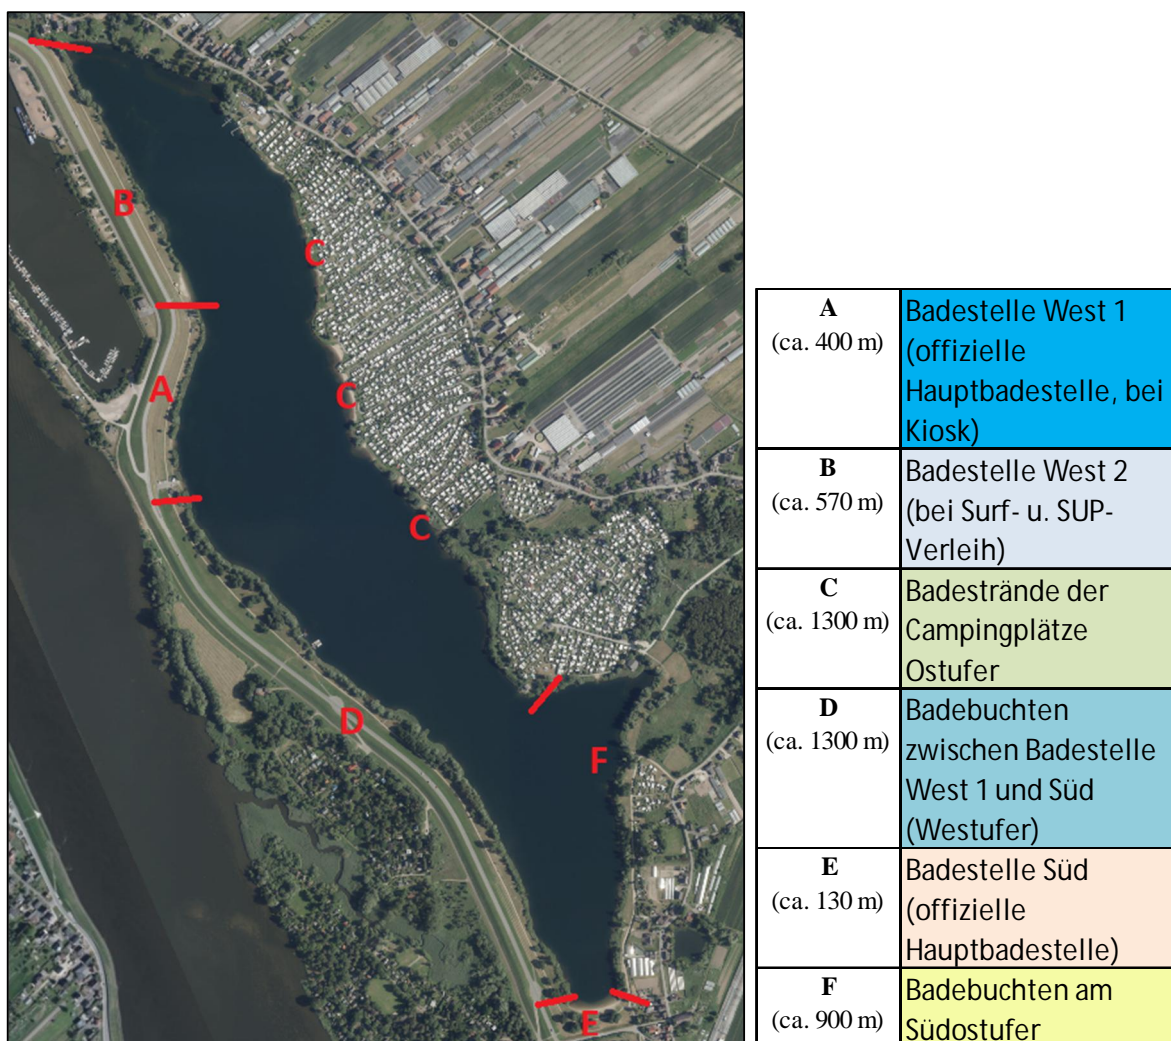 B
C
A
C
C
D
F
E
A
(ca. 400 m)
Badestelle West 1
(offizielle
Hauptbadestelle, bei
Kiosk)
B
(ca. 570 m)
Badestelle West 2
(bei Surf- u. SUP-
Verleih)
C
(ca. 1300 m)
Badestrände der
Campingplätze
Ostufer
D
(ca. 1300 m)
Badebuchten
zwischen Badestelle
West 1 und Süd
(Westufer)
E
(ca. 130 m)
Badestelle Süd
(offizielle
Hauptbadestelle)
F
(ca. 900 m)
Badebuchten am
Südostufer